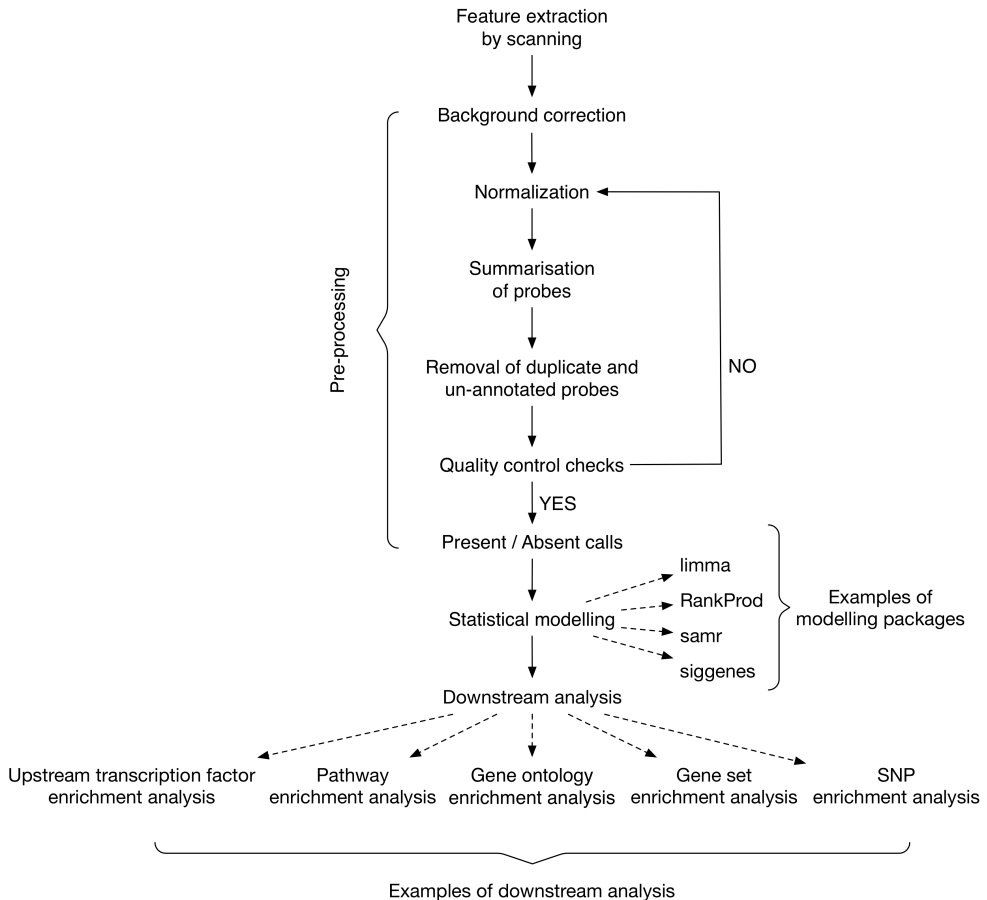 Feature extraction
by scanning
Background correction
Normalization
Pre-processing
Summarisation
of probes
Removal of duplicate and
un-annotated probes
NO
Quality control checks
YES
Present / Absent calls
limma
RankProd
samr
siggenes
Examples of
modelling packages
Statistical modelling
Downstream analysis
Upstream transcription factor
enrichment analysis
Pathway
enrichment analysis
Gene ontology
enrichment analysis
Gene set
enrichment analysis
SNP
enrichment analysis
Examples of downstream analysis